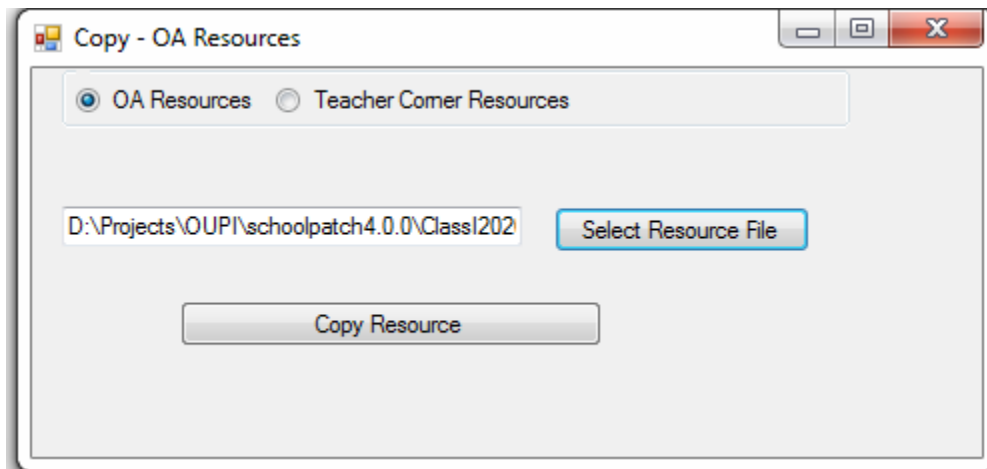 Copy - OA Resources
OA Resources Teacher Corner Resources
D:\Projects\OUPI\schoolpatch4.0.0\ClassI202 Select Resource File
Copy Resource